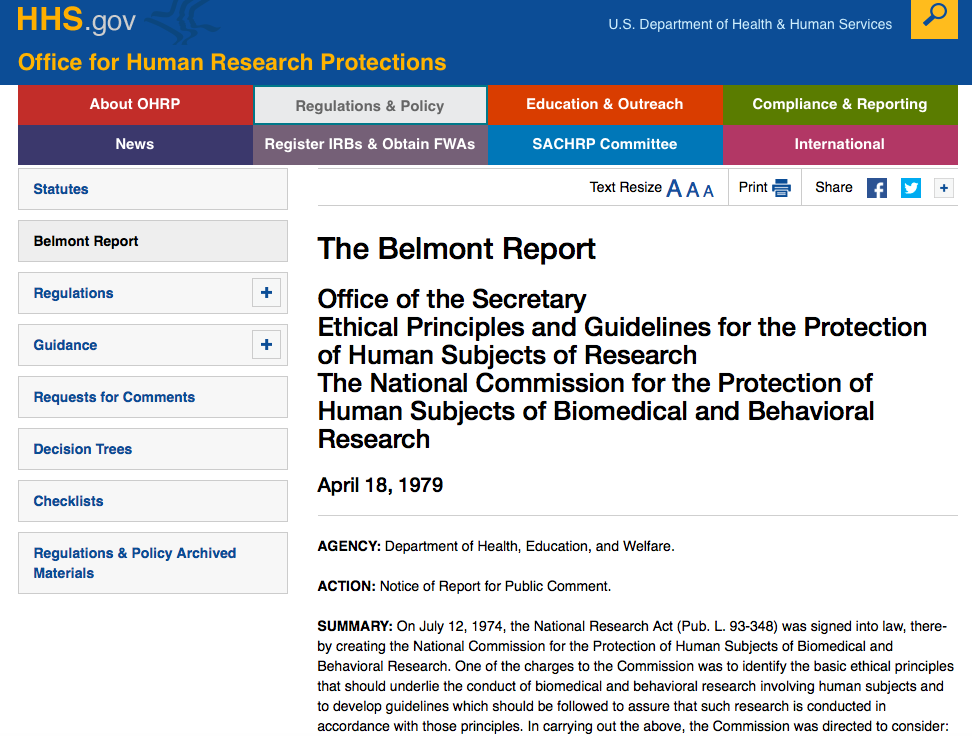 HHS.gov
U.S. Department of Health & Human Services
Office for Human Research Protections
About OHRP
Regulations & Policy
Education & Outreach
Compliance & Reporting
News
Register IRBs & Obtain FWAs
SACHRP Committee
International
Statutes
Belmont Report
Regulations
+
Guidance
+
Requests for Comments
Decision Trees
Checklists
Regulations & Policy Archived
Materials
Text Resize A A A
Print
Share f +
The Belmont Report
Office of the Secretary
Ethical Principles and Guidelines for the Protection
of Human Subjects of Research
The National Commission for the Protection of
Human Subjects of Biomedical and Behavioral
Research
April 18, 1979
AGENCY: Department of Health, Education, and Welfare.
ACTION: Notice of Report for Public Comment.
SUMMARY: On July 12, 1974, the National Research Act (Pub. L. 93-348) was signed into law, there-
by creating the National Commission for the Protection of Human Subjects of Biomedical and
Behavioral Research. One of the charges to the Commission was to identify the basic ethical principles
that should underlie the conduct of biomedical and behavioral research involving human subjects and
to develop guidelines which should be followed to assure that such research is conducted in
accordance with those principles. In carrying out the above, the Commission was directed to consider: